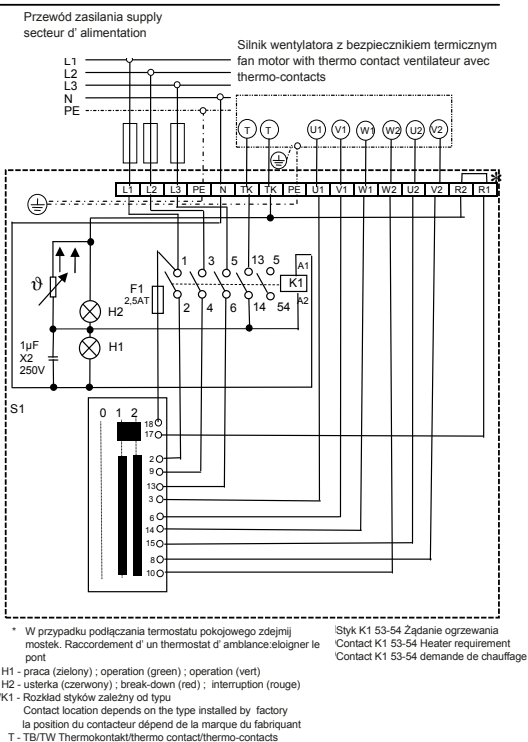 Przewód zasilania supply
secteur d' alimentation
Silnik wentylatora z bezpiecznikiem termicznym
fan motor with thermo contact ventilateur avec
thermo-contacts
L1
L2
L3
N
PE
T T U1 V1 W1 W2 U2 V2
*
L1 L2 L3 PE N TK TK PE U1 V1 W1 W2 U2 V2 R2 R1
1 3 5 13 5
A1
K1
A2
ϑ
F1
2,5AT
2 4 6 14 54
H2
H1
1µF
X2
250V
S1
0 1 2
18
17
2
9
13
3
6
14
15
8
10
* W przypadku podłączania termostatu pokojowego zdejmij
mostek. Raccordement d' un thermostat d' ambiance:eloigner le
pont
H1 - praca (zielony) ; operation (green) ; operation (vert)
H2 - usterka (czerwony) ; break-down (red) ; interruption (rouge)
K1 - Rozkład styków zależny od typu
Contact location depends on the type installed by factory
la position du contacteur dépend de la marque du fabriquant
T - TB/TW Thermokontakt/thermo contact/thermo-contacts
Styk K1 53-54 Żądanie ogrzewania
Contact K1 53-54 Heater requirement
Contact K1 53-54 demande de chauffage